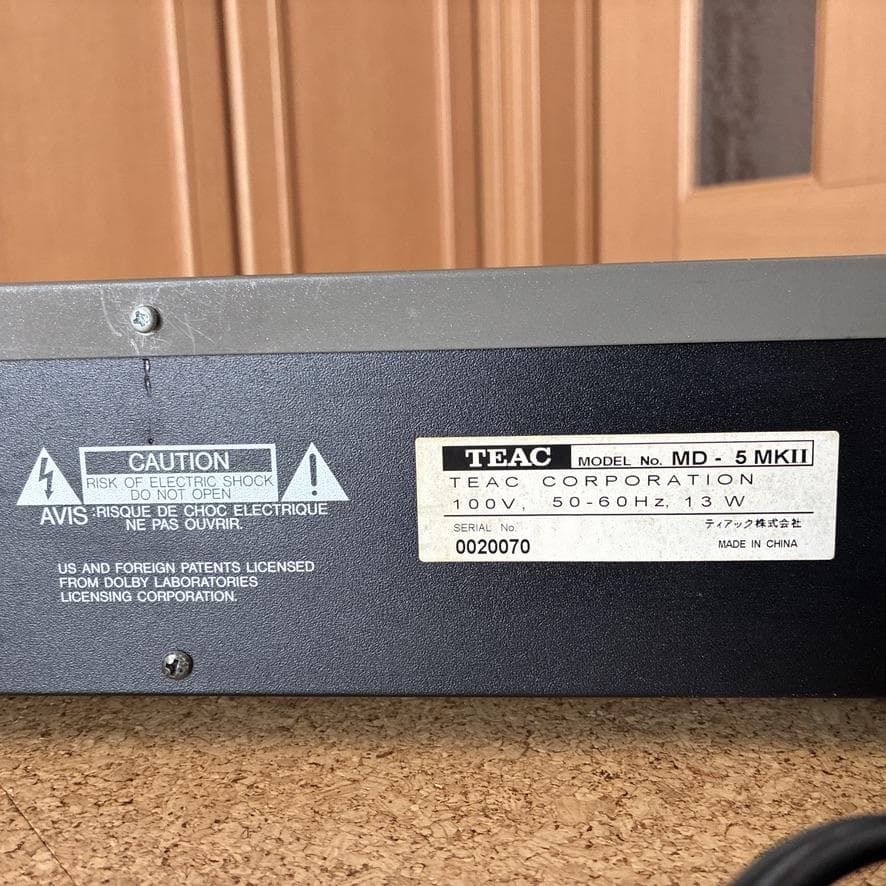 CAUTION
RISK OF ELECTRIC SHOCK
DO NOT OPEN
AVIS :RISQUE DE CHOC ELECTRIQUE
NE PAS OUVRIR.
US AND FOREIGN PATENTS LICENSED
FROM DOLBY LABORATORIES
LICENSING CORPORATION.
TEAC MODEL No. MD - 5 MKII
TEAC CORPORATION
100V, 50-60Hz, 13 W
SERIAL No. ティアック株式会社
0020070 MADE IN CHINA